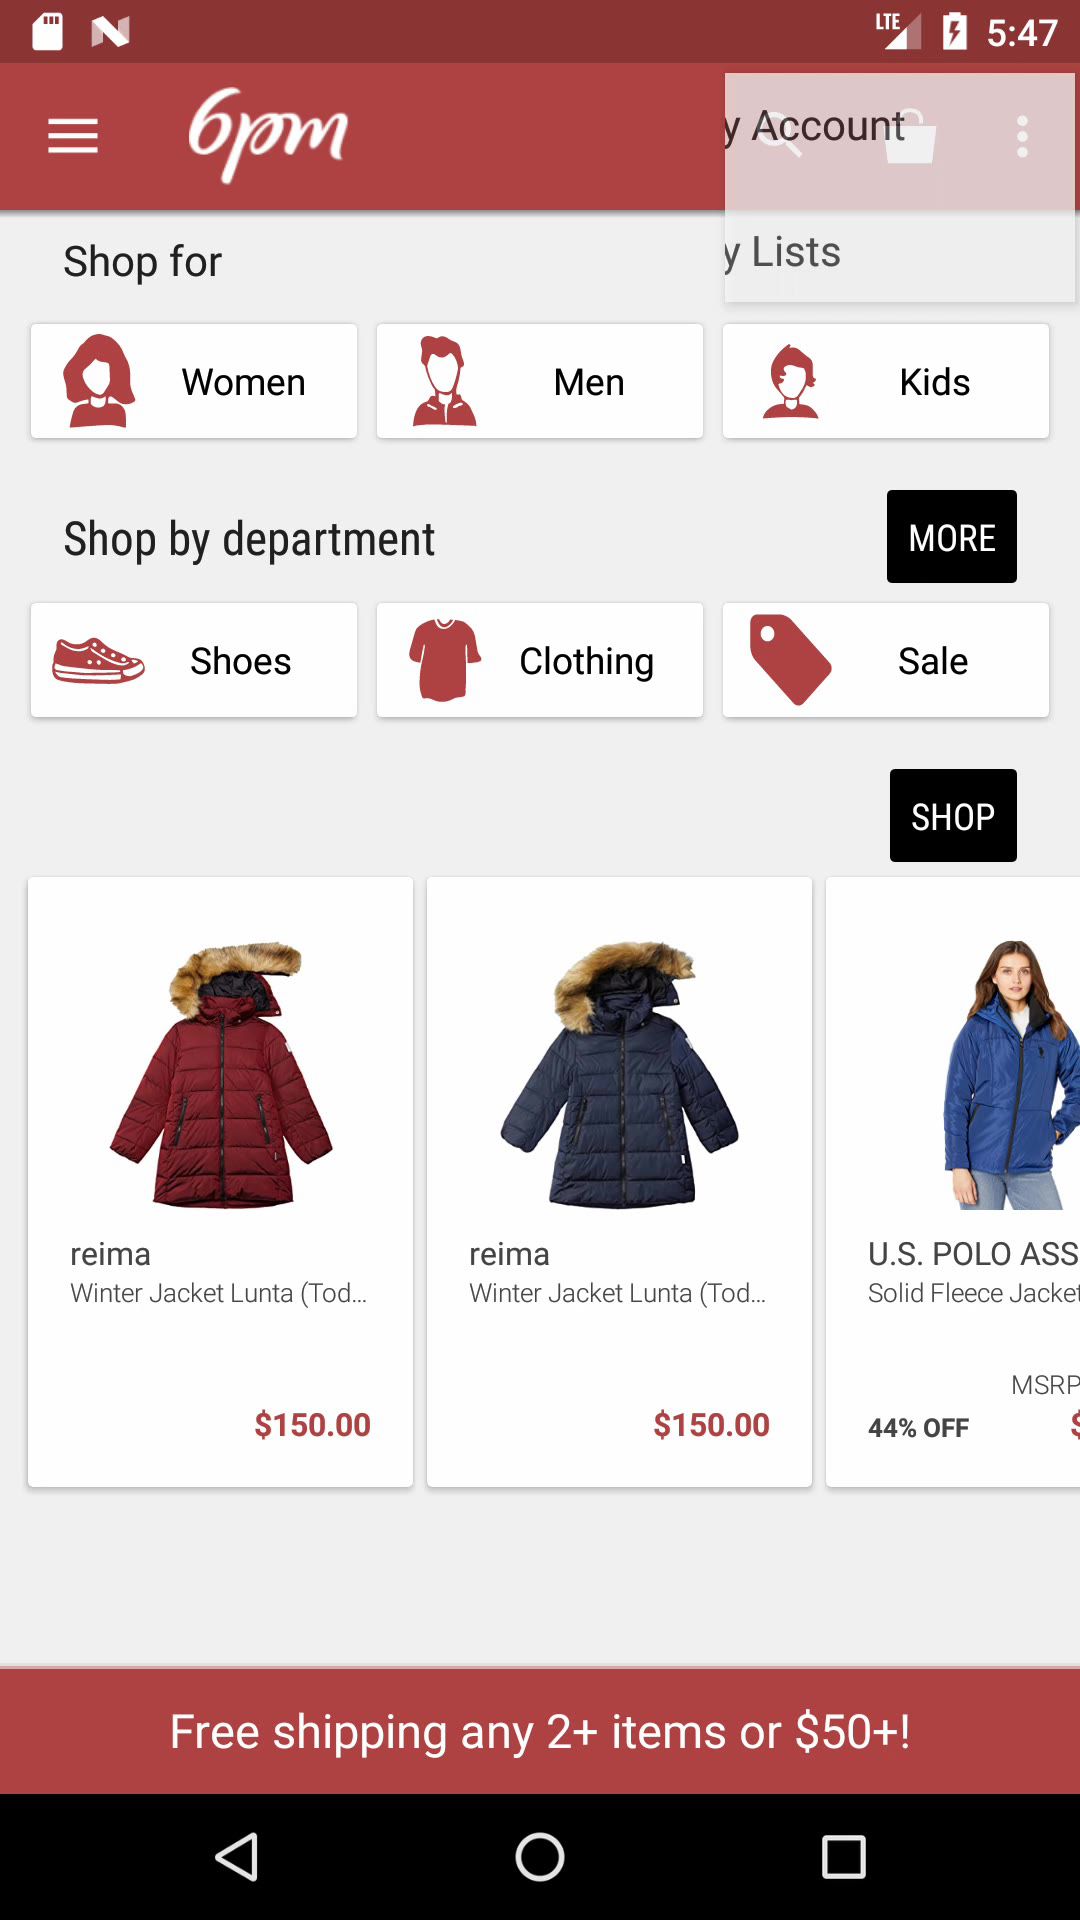 LTE 5:47
6pm
y Account
y Lists
Shop for
Women
Men
Kids
Shop by department
MORE
Shoes
Clothing
Sale
SHOP
reima
Winter Jacket Lunta (Tod...
$150.00
reima
Winter Jacket Lunta (Tod...
$150.00
U.S. POLO ASS
Solid Fleece Jacket
MSRP
44% OFF
$
Free shipping any 2+ items or $50+!